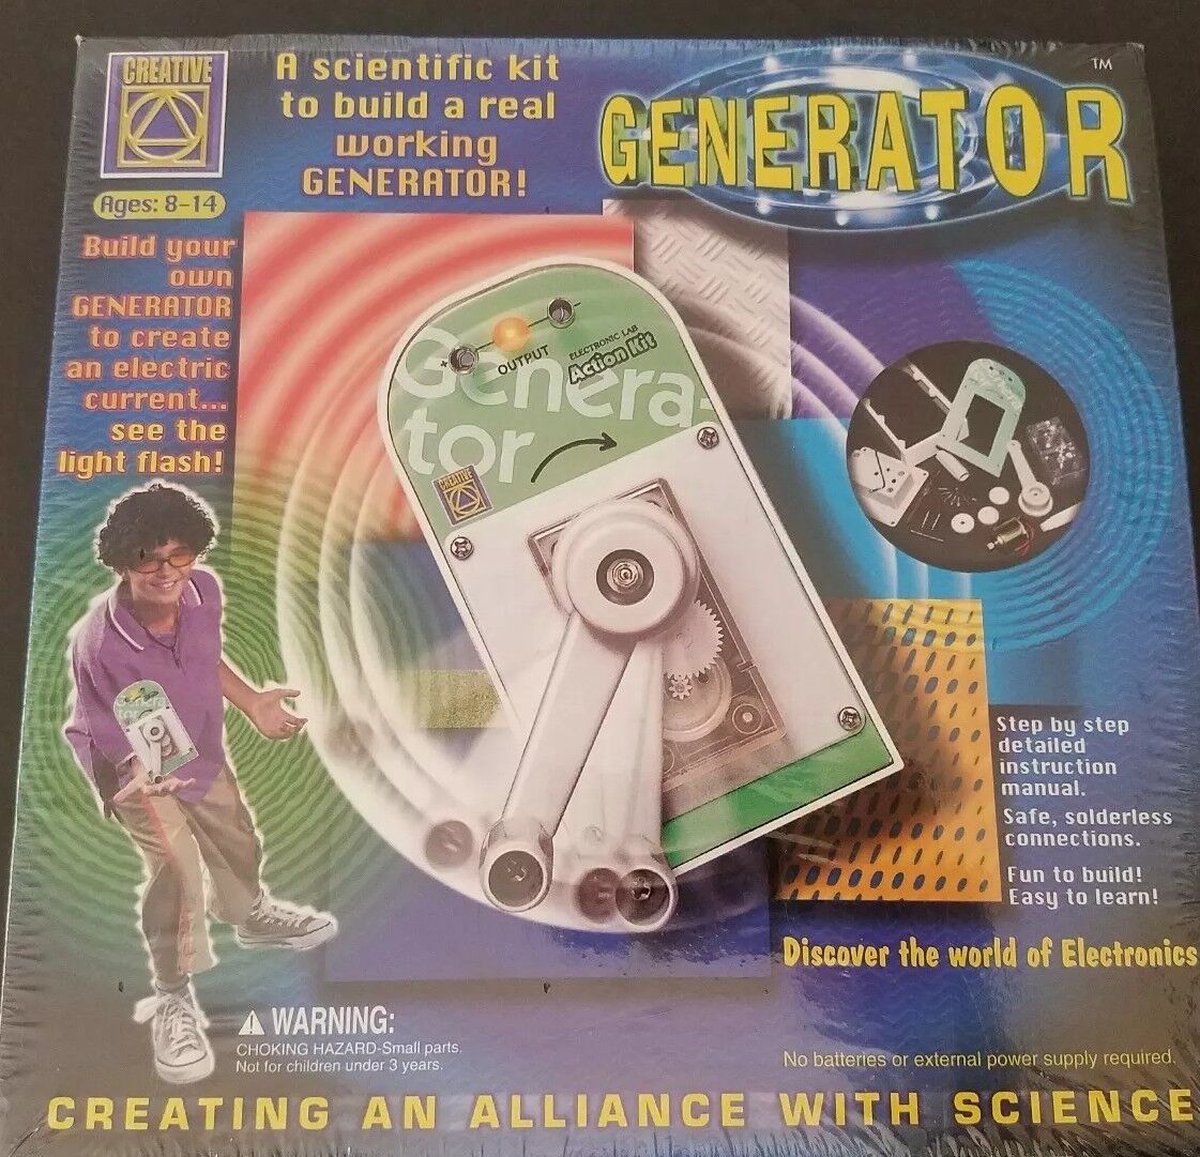 CREATIVE
Ages: 8-14
A scientific kit
to build a real
working
GENERATOR!
GENERATOR
TM
Build your
own
GENERATOR
to create
an electric
current...
see the
light flash!
+
-
OUTPUT
ELECTRONIC LAB
Action Kit
Genera-
tor
CREATIVE
Step by step
detailed
instruction
manual.
Safe, solderless
connections.
Fun to build!
Easy to learn!
Discover the world of Electronics
WARNING:
CHOKING HAZARD-Small parts.
Not for children under 3 years.
No batteries or external power supply required.
CREATING AN ALLIANCE WITH SCIENCE